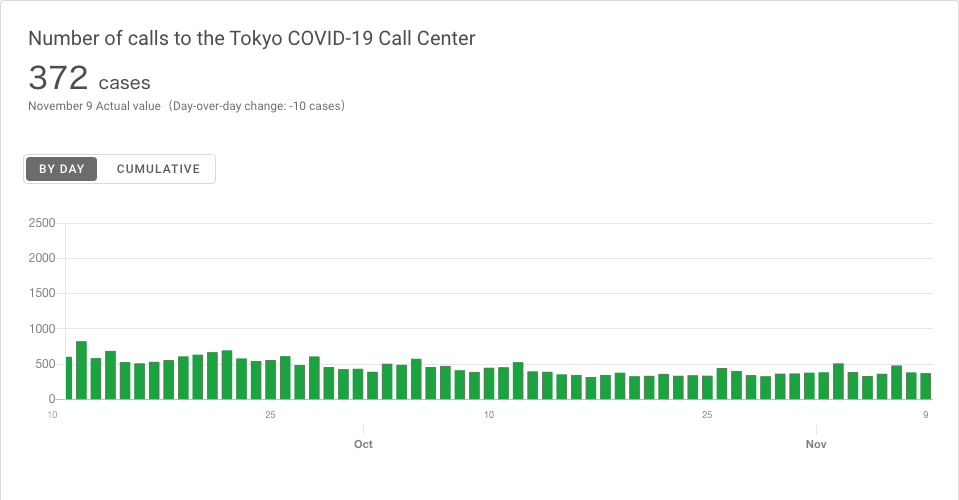 Number of calls to the Tokyo COVID-19 Call Center
372 cases
November 9 Actual value (Day-over-day change: -10 cases)
BY DAY CUMULATIVE
2500
2000
1500
1000
500
0
10 25 10 25 9
Oct Nov